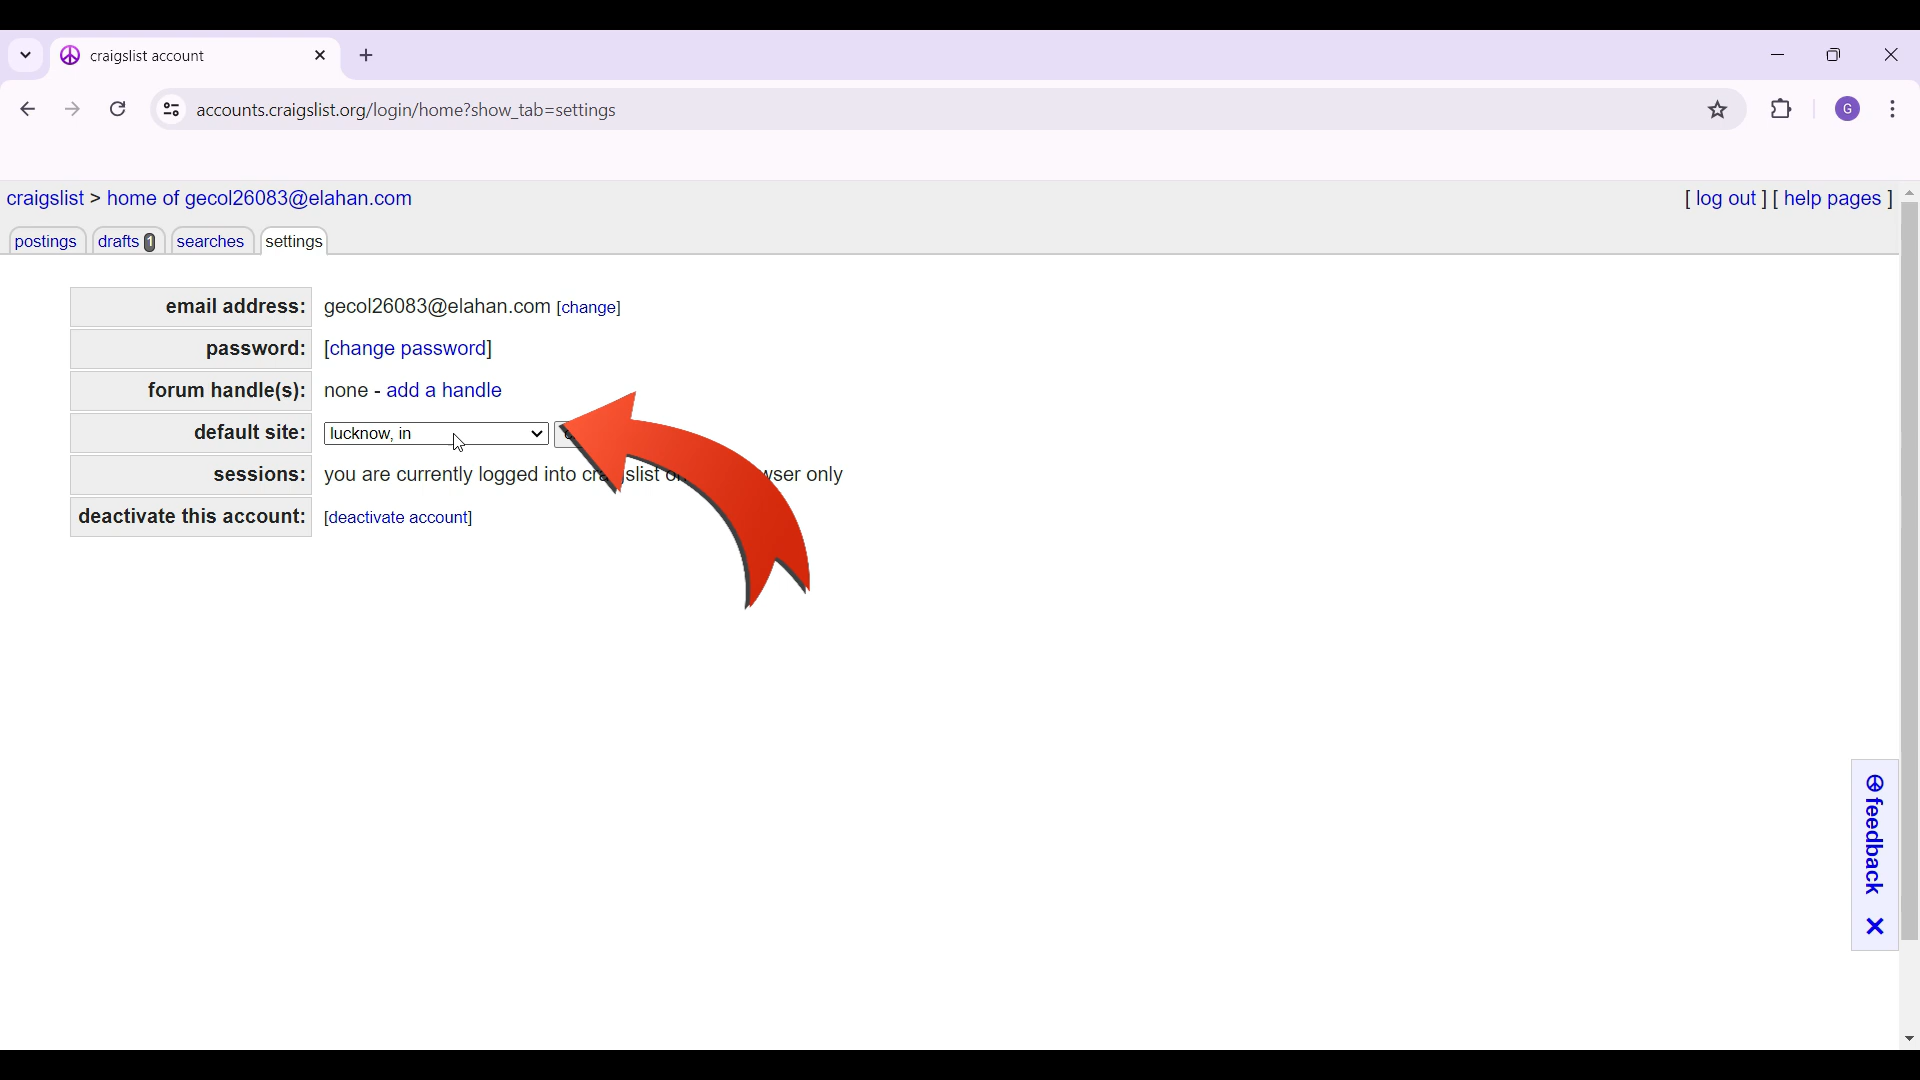 craigslist account
accounts.craigslist.org/login/home?show_tab=settings
G
craigslist > home of gecol26083@elahan.com
[ log out ] [ help pages ]
postings drafts 1 searches settings
email address: gecol26083@elahan.com [change]
password: [change password]
forum handle(s): none - add a handle
default site: lucknow, in
sessions: you are currently logged into only
deactivate this account: [deactivate account]
feedback X